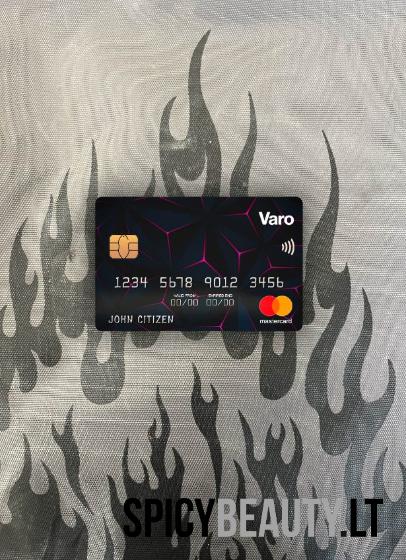 Varo
1234 5678 9012 3456
00/00 00/00
JOHN CITIZEN
mastercard
SPICYBEAUTY.LT